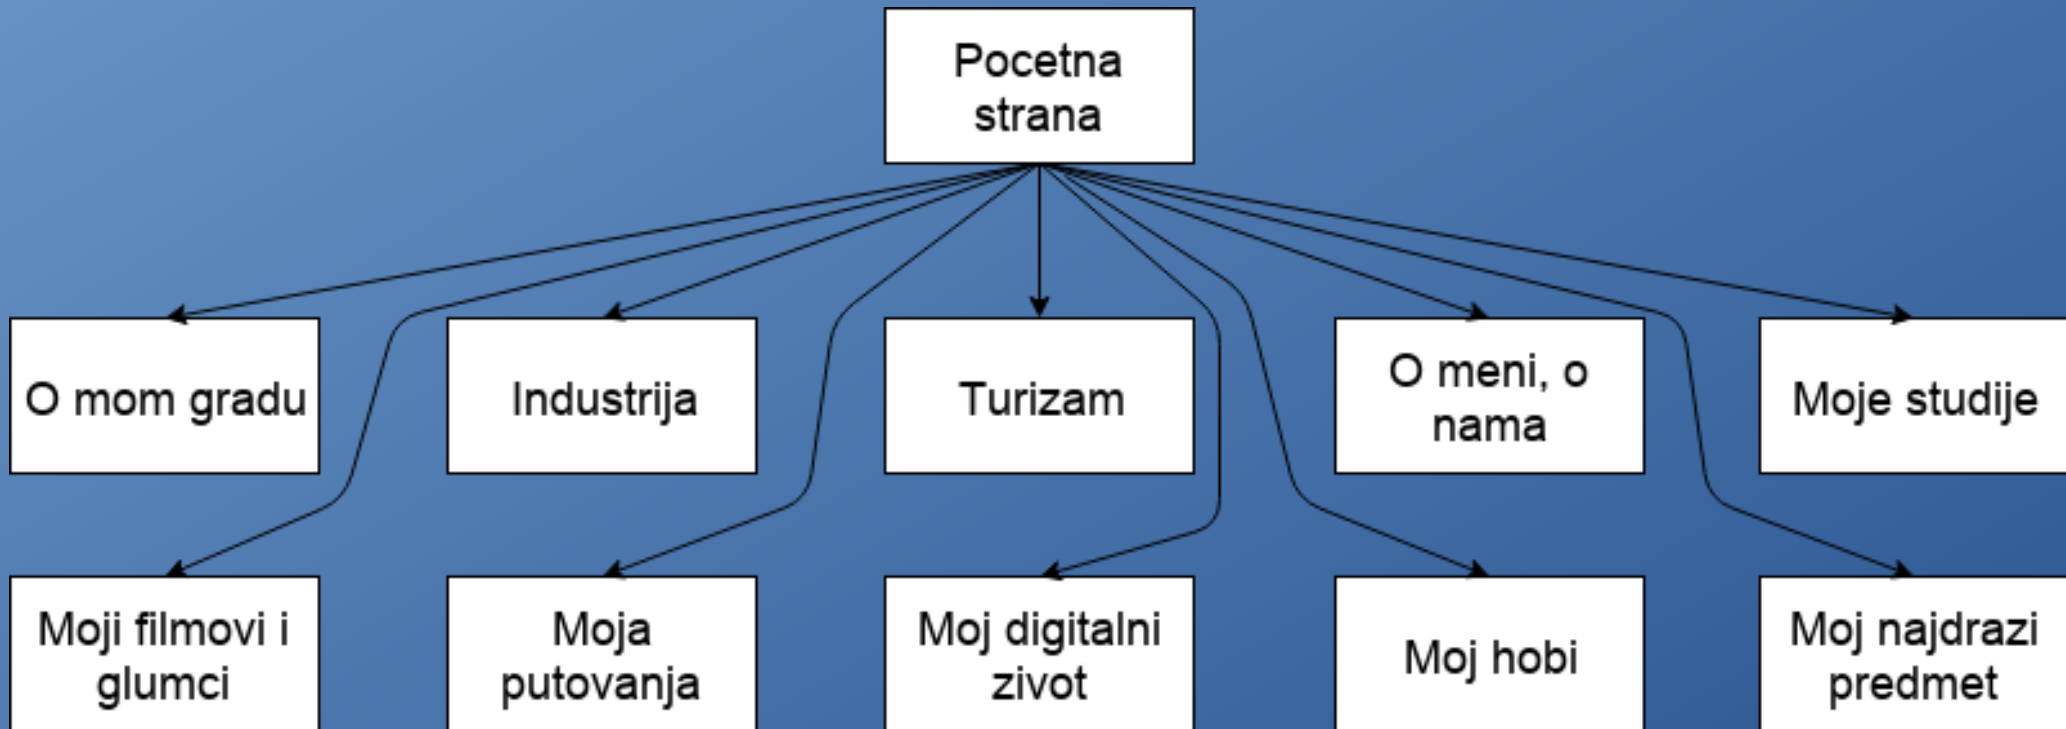 Pocetna
strana
O mom gradu
Industrija
Turizam
O meni, o
nama
Moje studije
Moji filmovi i
glumci
Moja
putovanja
Moj digitalni
zivot
Moj hobi
Moj najdrazi
predmet